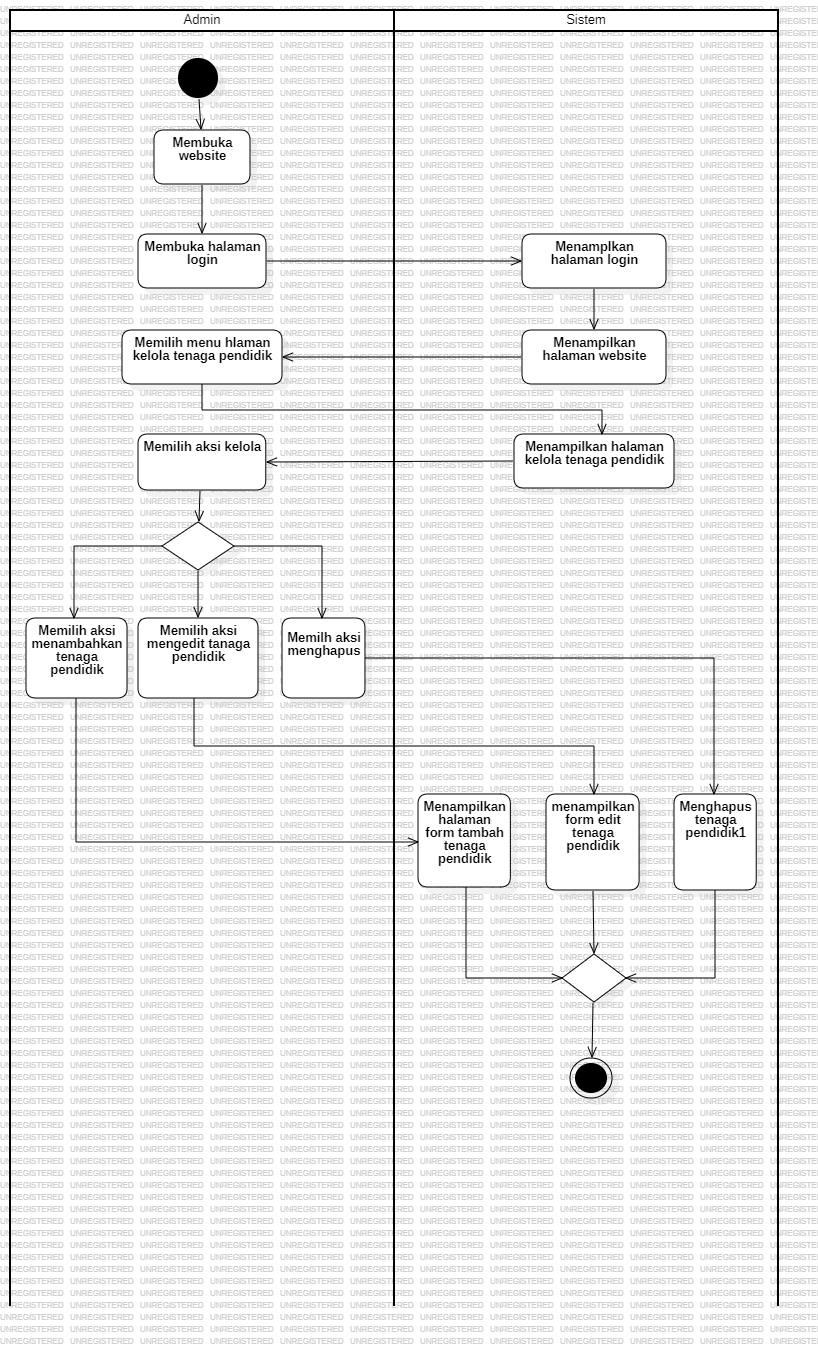 Admin
Sistem
Membuka
website
Membuka halaman
login
Menamplkan
halaman login
Memilih menu hlaman
kelola tenaga pendidik
Menampilkan
halaman website
Memilih aksi kelola
Menampilkan halaman
kelola tenaga pendidik
Memilih aksi
menambahkan
tenaga
pendidik
Memilih aksi
mengedit tanaga
pendidik
Memilh aksi
menghapus
Menampilkan
halaman
form tambah
tenaga
pendidik
menampilkan
form edit
tenaga
pendidik
Menghapus
tenaga
pendidik1
UNREGISTERED